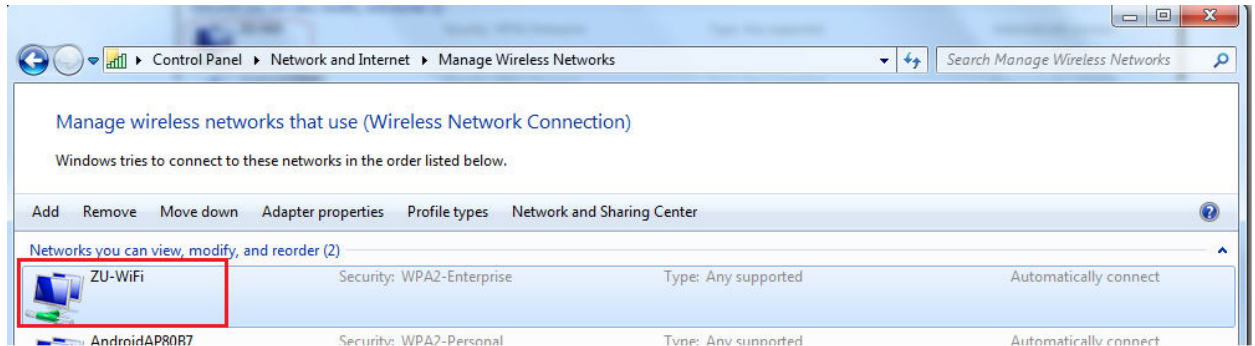 Control Panel Network and Internet Manage Wireless Networks Search Manage Wireless Networks
Manage wireless networks that use (Wireless Network Connection)
Windows tries to connect to these networks in the order listed below.
Add Remove Move down Adapter properties Profile types Network and Sharing Center
Networks you can view, modify, and reorder (2)
ZU-WiFi Security: WPA2-Enterprise Type: Any supported Automatically connect
AndroidAP80B7 Security: WPA2-Personal Type: Any supported Automatically connect